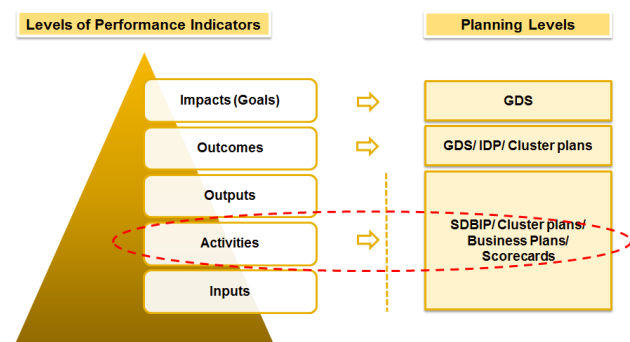 Levels of Performance Indicators
Planning Levels
Impacts (Goals)
GDS
Outcomes
GDS/ IDP/ Cluster plans
Outputs
Activities
Inputs
SDBIP/ Cluster plans/
Business Plans/
Scorecards